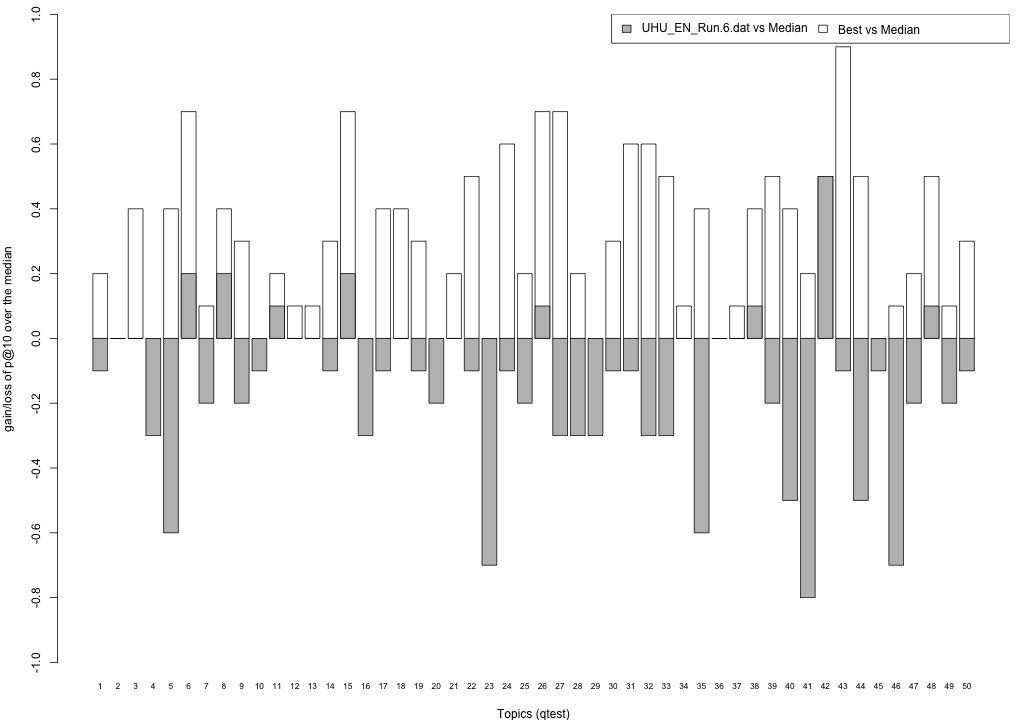 UHU_EN_Run.6.dat vs Median Best vs Median
1.0
0.8
0.6
0.4
0.2
0.0
-0.2
-0.4
-0.6
-0.8
-1.0
gain/loss of p@10 over the median
1 2 3 4 5 6 7 8 9 10 11 12 13 14 15 16 17 18 19 20 21 22 23 24 25 26 27 28 29 30 31 32 33 34 35 36 37 38 39 40 41 42 43 44 45 46 47 48 49 50
Topics (qtest)